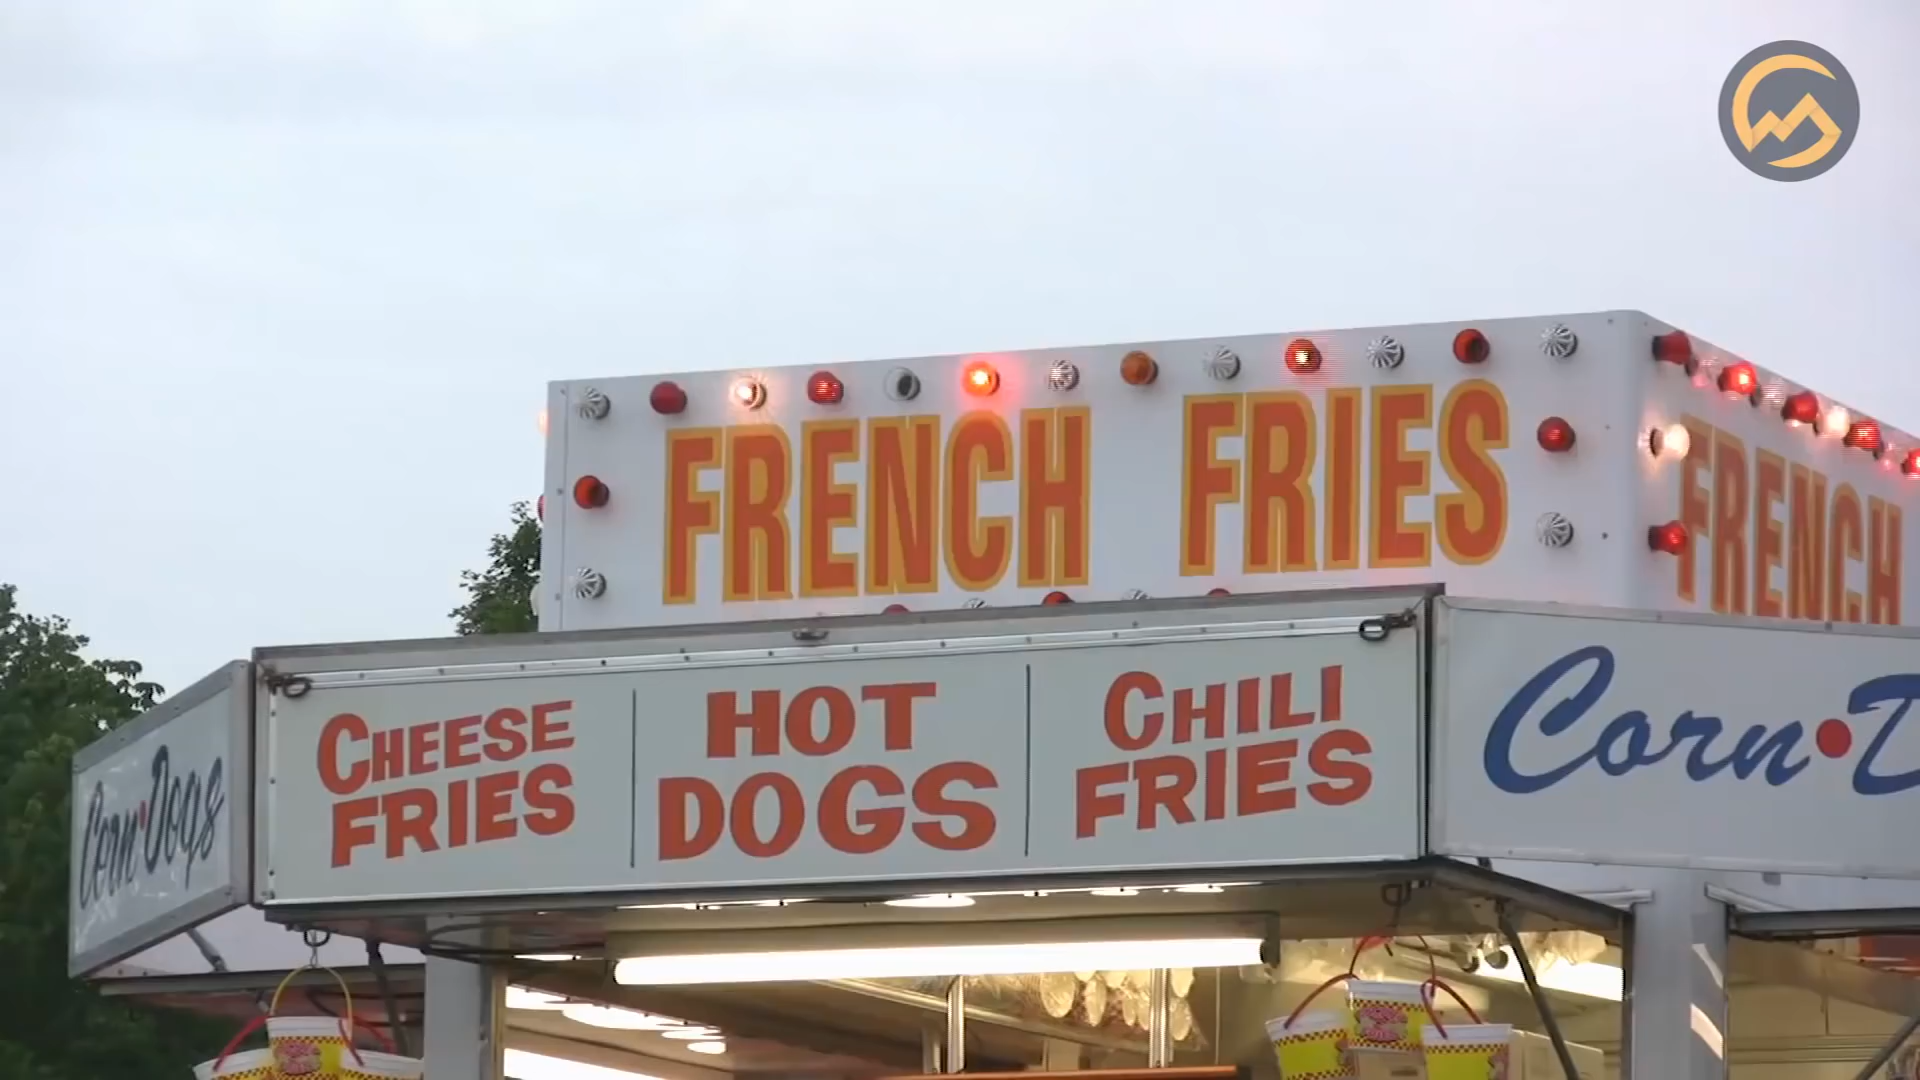 FRENCH FRIES
FRENCH
CHEESE
FRIES
HOT
DOGS
CHILI
FRIES
Corn
Corn Dogs